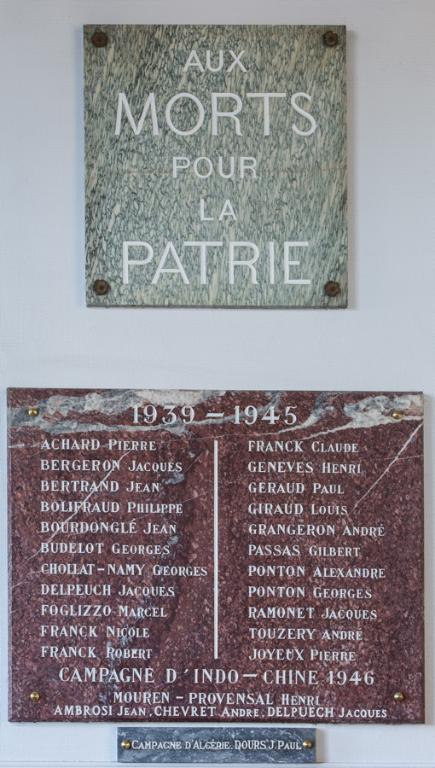 AUX
MORTS
POUR
LA
PATRIE
1939 - 1945
ACHARD PIERRE
BERGERON JACQUES
BERTRAND JEAN
BOLIFRAUD PHILIPPE
BOURDONGLÉ JEAN
BUDELOT GEORGES
CHOLLAT-NAMY GEORGES
DELPEUCH JACQUES
FOGLIZZO MARCEL
FRANCK NICOLE
FRANCK ROBERT
FRANCK CLAUDE
GENEVES HENRI
GERAUD PAUL
GIRAUD LOUIS
GRANGERON ANDRÉ
PASSAS GILBERT
PONTON ALEXANDRE
PONTON GEORGES
RAMONET JACQUES
TOUZERY ANDRÉ
JOYEUX PIERRE
CAMPAGNE D'INDO-CHINE 1946
MOUREN - PROVENSAL HENRI
AMBROSI JEAN, CHEVRET ANDRE, DELPUECH JACQUES
CAMPAGNE D'ALGÉRIE. DOURS J. PAUL